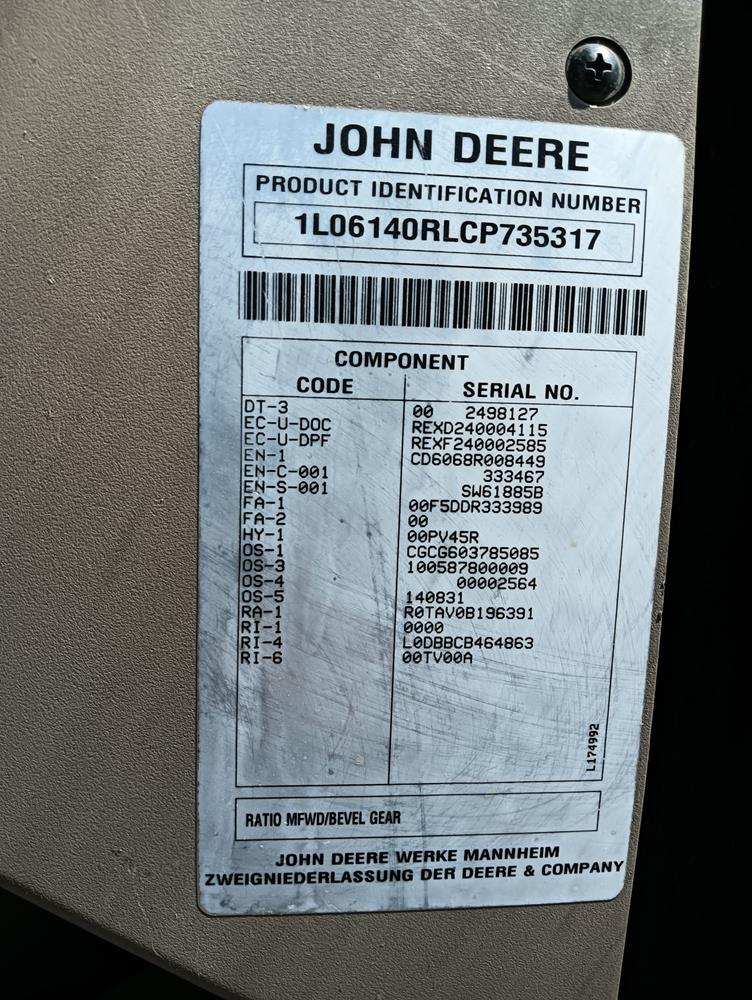 JOHN DEERE
PRODUCT IDENTIFICATION NUMBER
1L06140RLCP735317
COMPONENT
CODE SERIAL NO.
DT-3 00 2498127
EC-U-DOC REXD240004115
EC-U-DPF REXF240002585
EN-1 CD6068R008449
EN-C-001 333467
EN-S-001 SW61885B
FA-1 00F5DDR333989
FA-2 00
HY-1 00PV45R
OS-1 CGCG603785085
OS-3 100587800009
OS-4 00002564
OS-5 140831
RA-1 R0TAV0B196391
RI-1 0000
RI-4 L0DBBCB464863
RI-6 00TV00A
L174992
RATIO MFWD/BEVEL GEAR
JOHN DEERE WERKE MANNHEIM
ZWEIGNIEDERLASSUNG DER DEERE & COMPANY